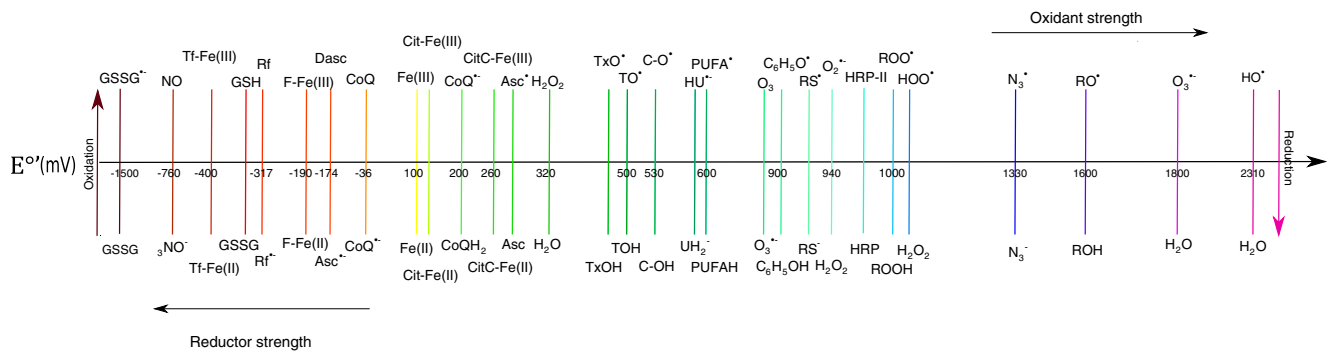 Oxidant strength
Cit-Fe(III)
Tf-Fe(III) Rf Dasc CitC-Fe(III) TxO• C-O• PUFA• C₆H₅O• O₂•- ROO•
GSSG•- NO GSH F-Fe(III) CoQ Fe(III) CoQ•- Asc• H₂O₂ TO• HU•- O₃ RS• HRP-II HOO• N₃• RO• O₃•- HO•
E°'(mV)
Oxidation
Reduction
-1500 -760 -400 -317 -190 -174 -36 100 200 260 320 500 530 600 900 940 1000 1330 1600 1800 2310
GSSG ₃NO⁻ GSSG F-Fe(II) CoQ•- Fe(II) CoQH₂ Asc H₂O TOH UH₂⁻ O₃•- RS⁻ HRP H₂O₂ N₃⁻ ROH H₂O H₂O
Tf-Fe(II) Rf•- Asc•- Cit-Fe(II) CitC-Fe(II) TxOH C-OH PUFAH C₆H₅OH H₂O₂ ROOH
Reductor strength